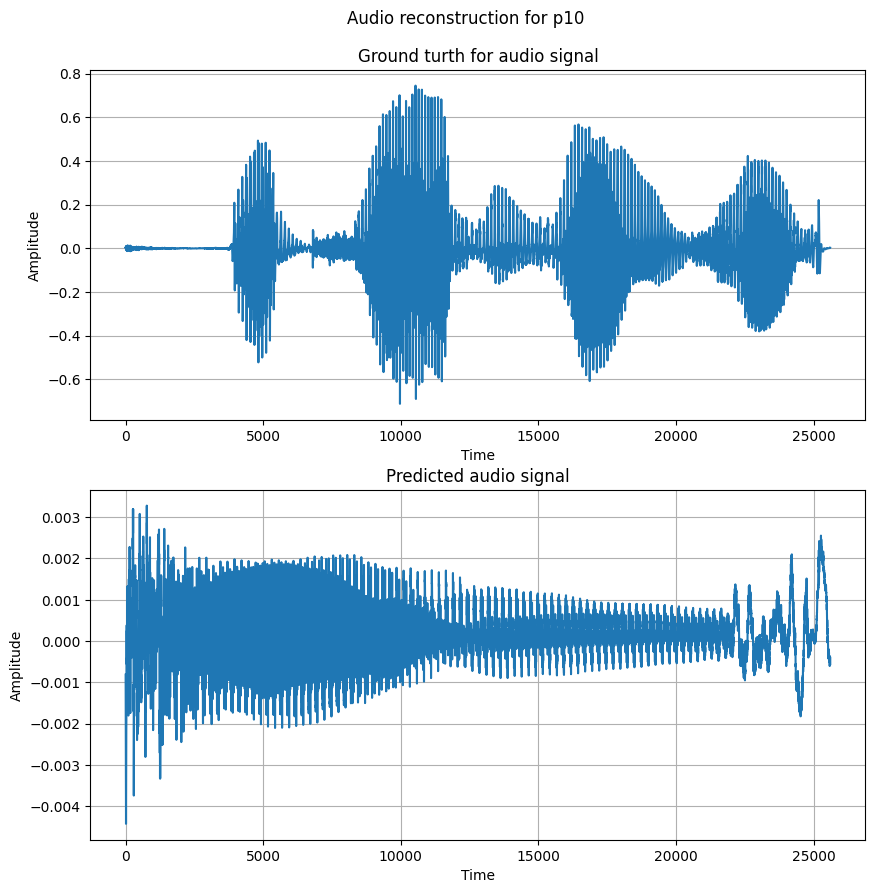 Audio reconstruction for p10
Ground turth for audio signal
0.8
0.6
0.4
0.2
0.0
−0.2
−0.4
−0.6
Amplitude
0 5000 10000 15000 20000 25000
Time
Predicted audio signal
0.003
0.002
0.001
0.000
−0.001
−0.002
−0.003
−0.004
Amplitude
0 5000 10000 15000 20000 25000
Time